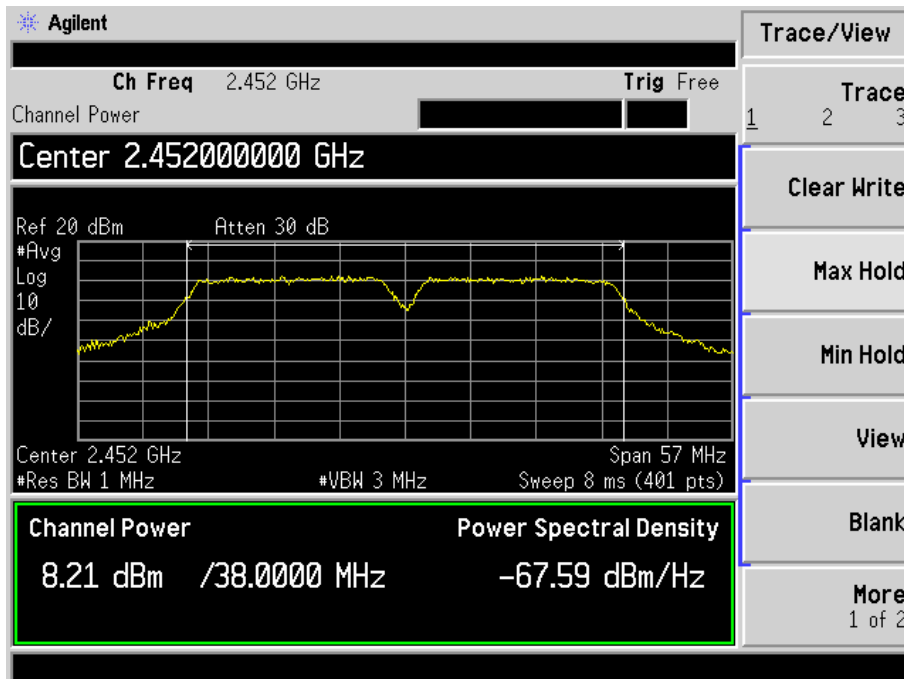 Agilent
Trace/View
Ch Freq 2.452 GHz Trig Free
Channel Power
Trace
1 2 3
Center 2.452000000 GHz
Clear Write
Ref 20 dBm Atten 30 dB
#Avg
Log
10
dB/
Max Hold
Min Hold
View
Center 2.452 GHz Span 57 MHz
#Res BW 1 MHz #VBW 3 MHz Sweep 8 ms (401 pts)
Channel Power Power Spectral Density
8.21 dBm /38.0000 MHz -67.59 dBm/Hz
Blank
More
1 of 2